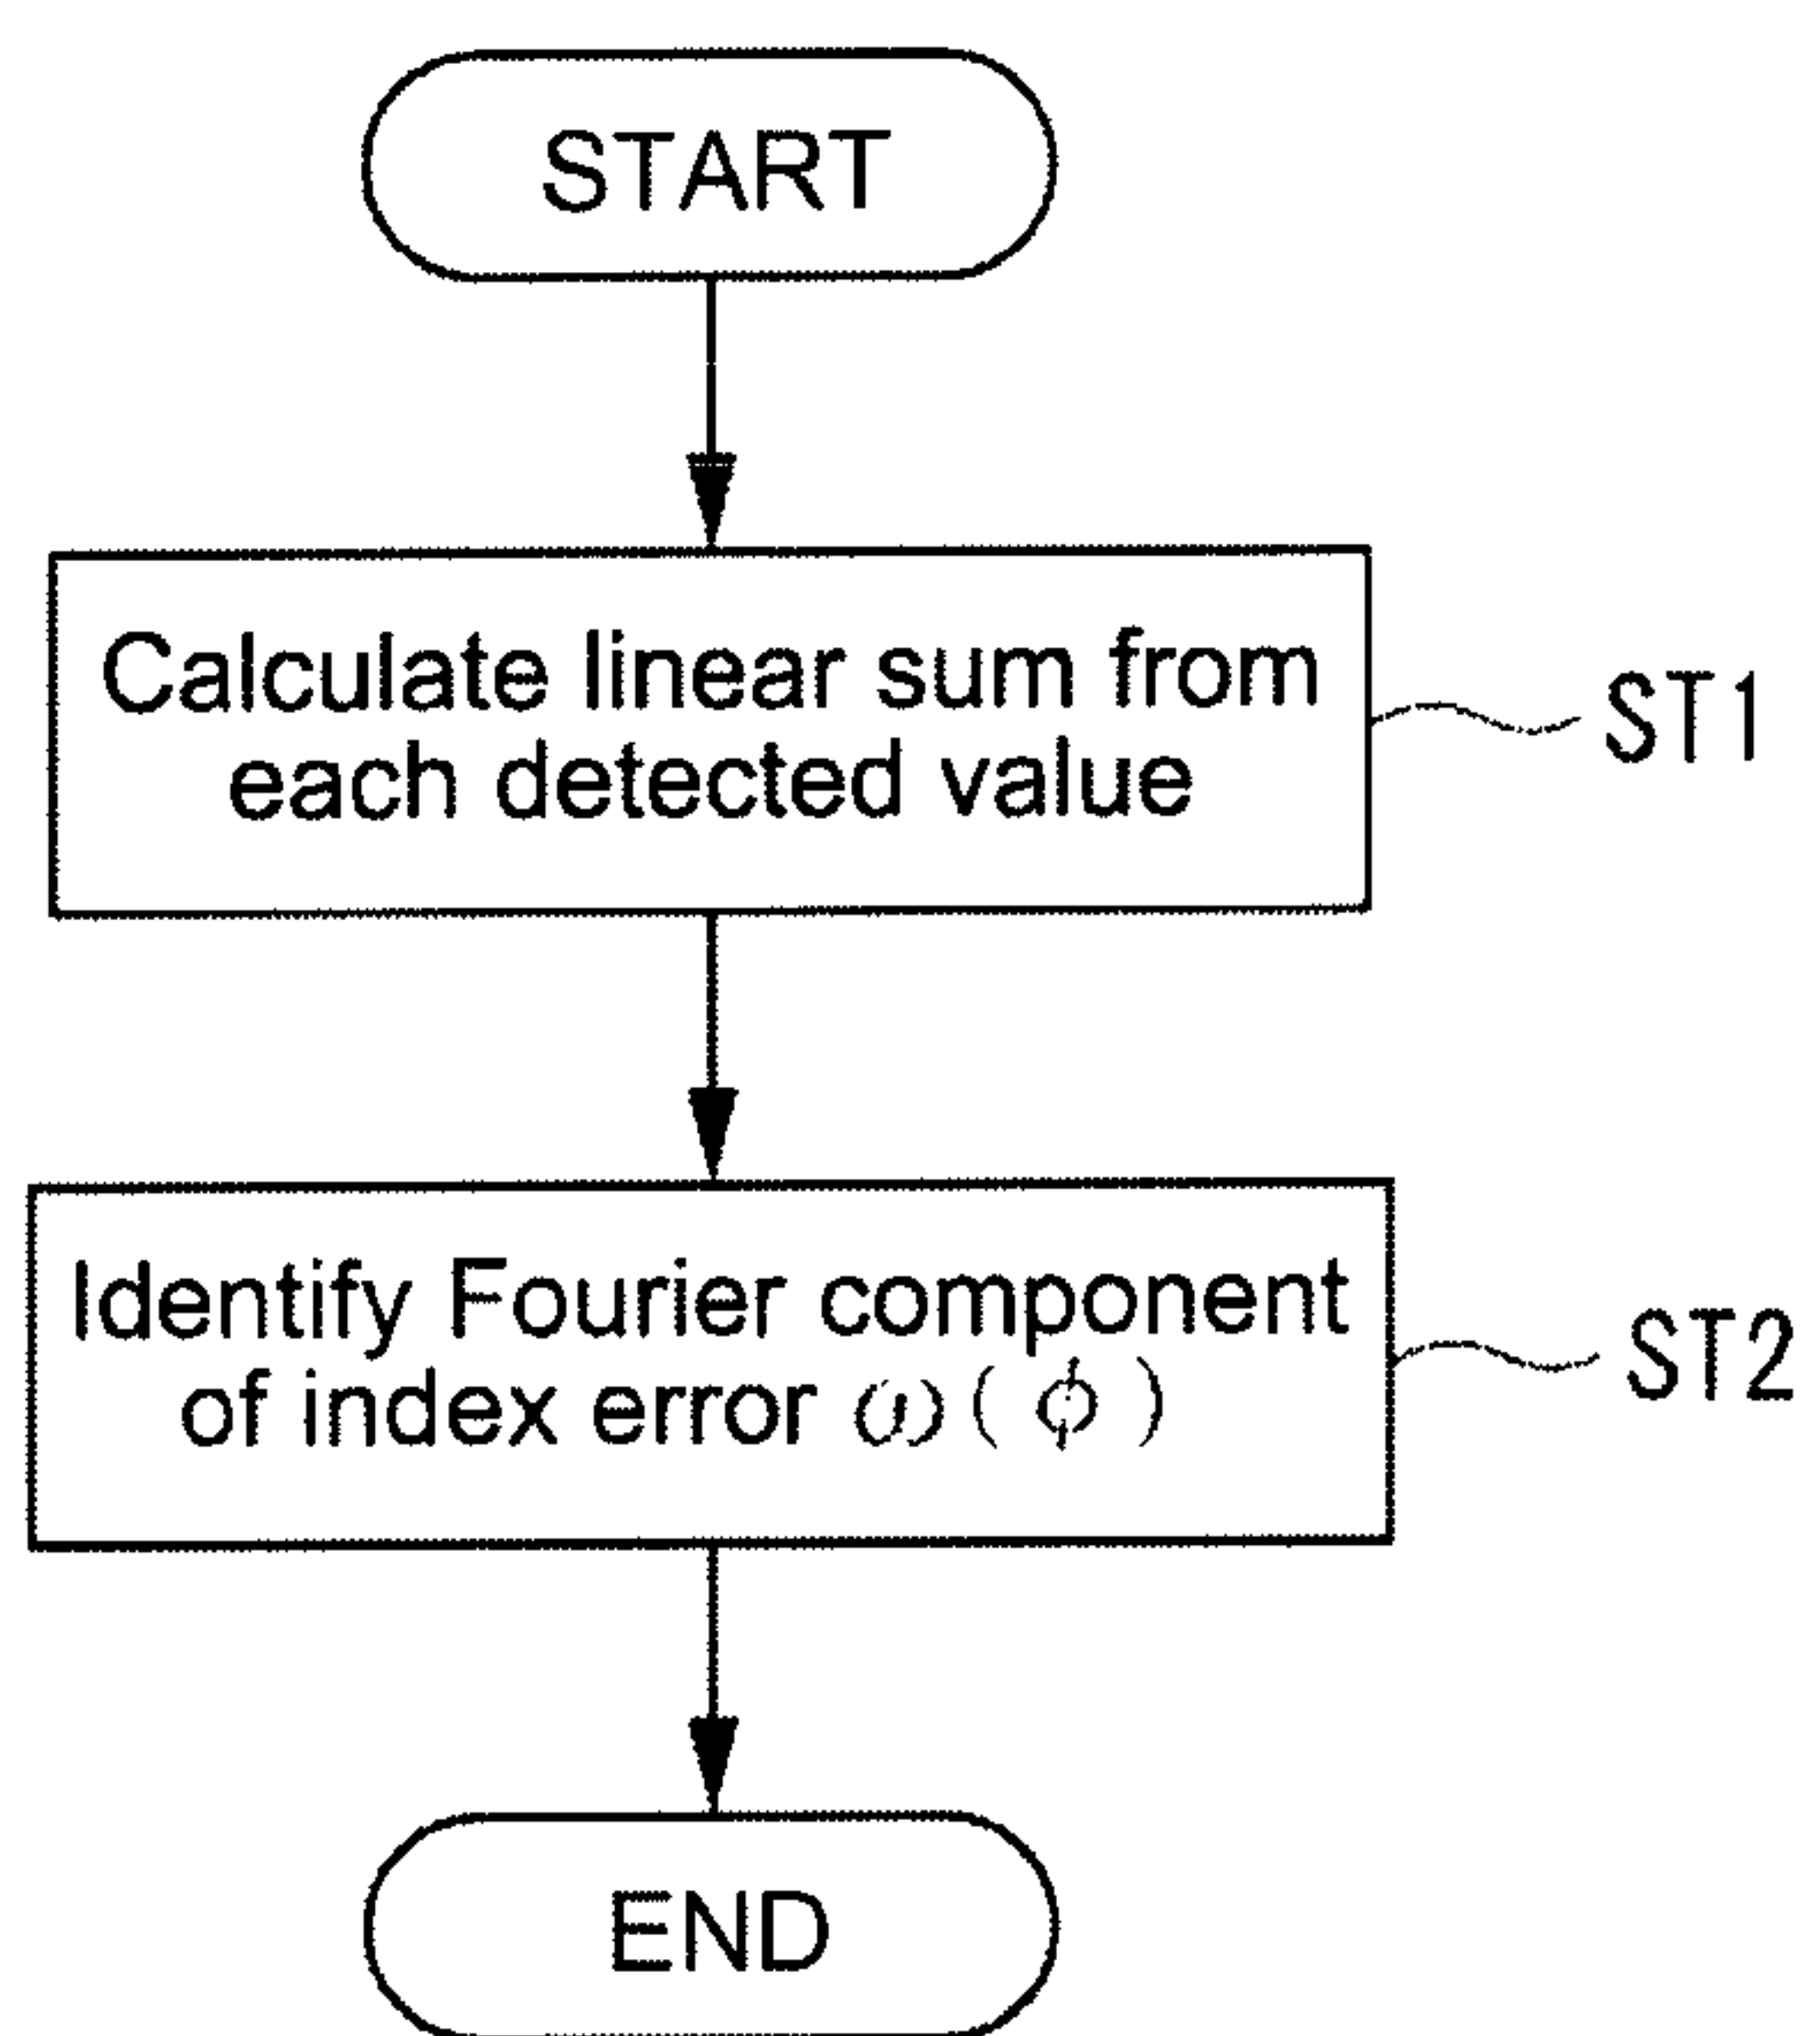 START
Calculate linear sum from
each detected value
ST1
Identify Fourier component
of index error ω(ϕ)
ST2
END